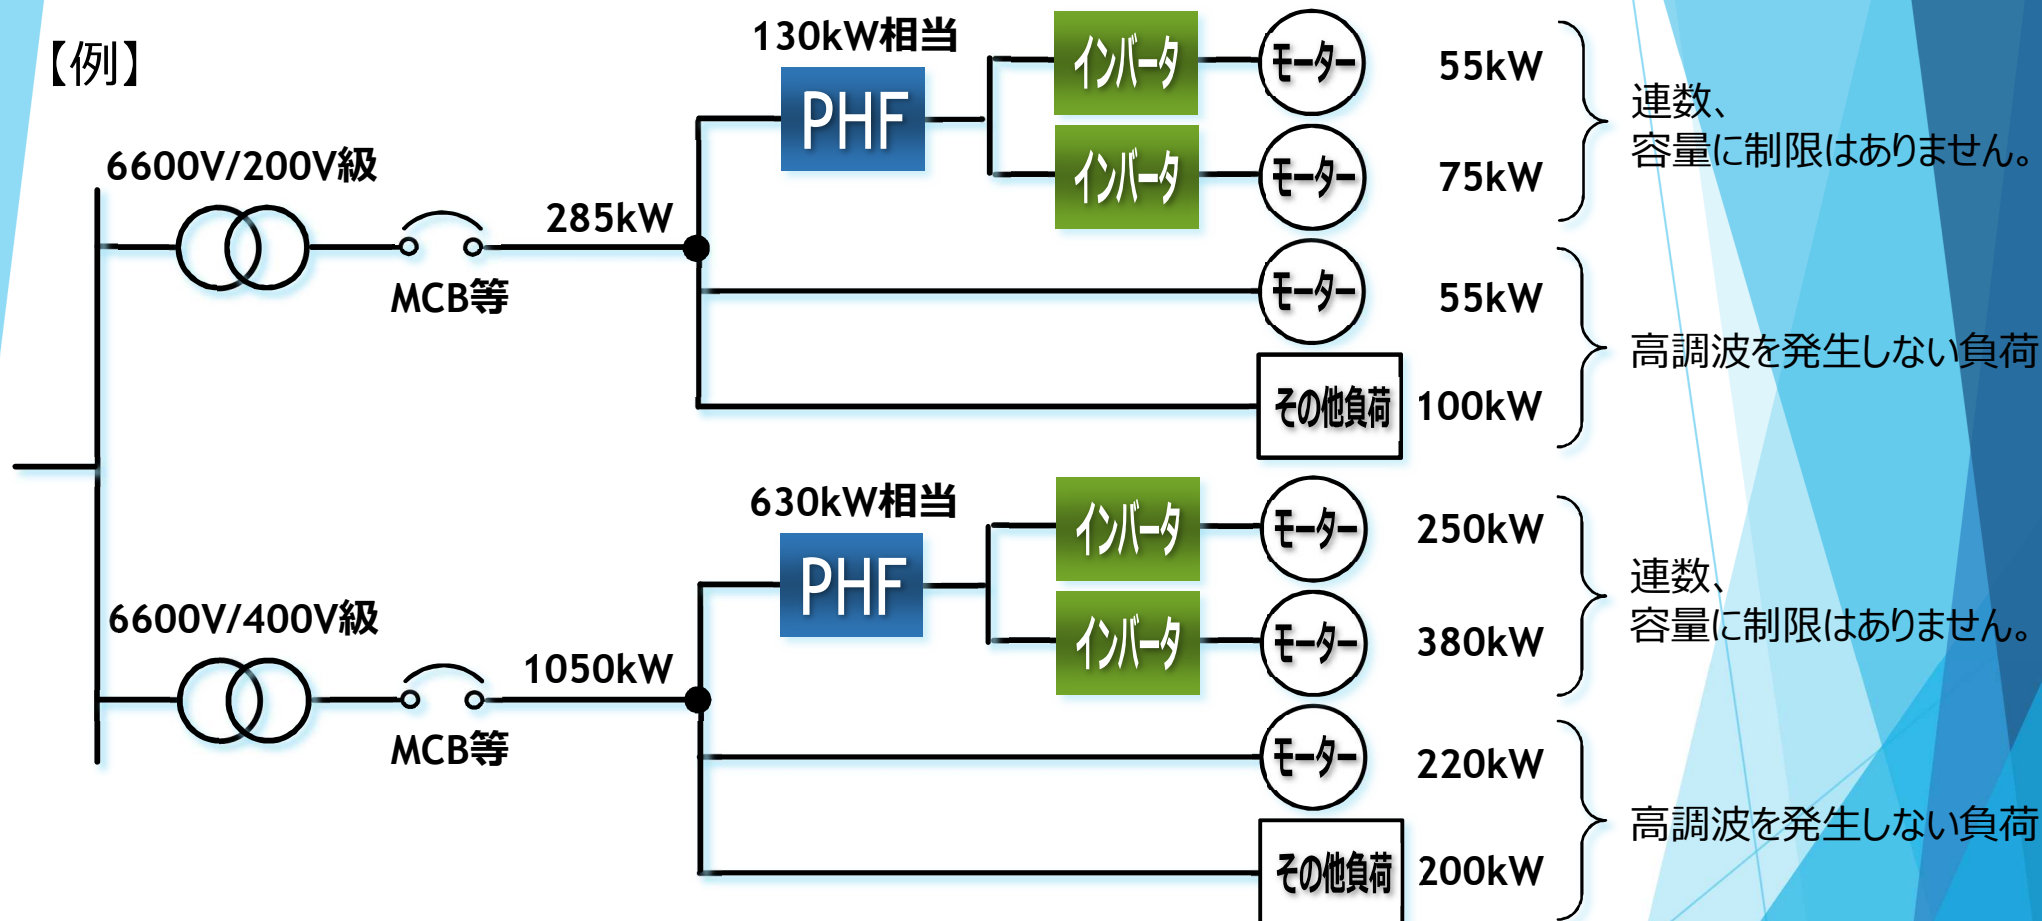 【例】
130kW相当
PHF
インバータ
モーター
55kW
インバータ
モーター
75kW
連数、
容量に制限はありません。
6600V/200V級
MCB等
285kW
モーター
55kW
その他負荷
100kW
高調波を発生しない負荷
630kW相当
PHF
インバータ
モーター
250kW
インバータ
モーター
380kW
連数、
容量に制限はありません。
6600V/400V級
MCB等
1050kW
モーター
220kW
その他負荷
200kW
高調波を発生しない負荷